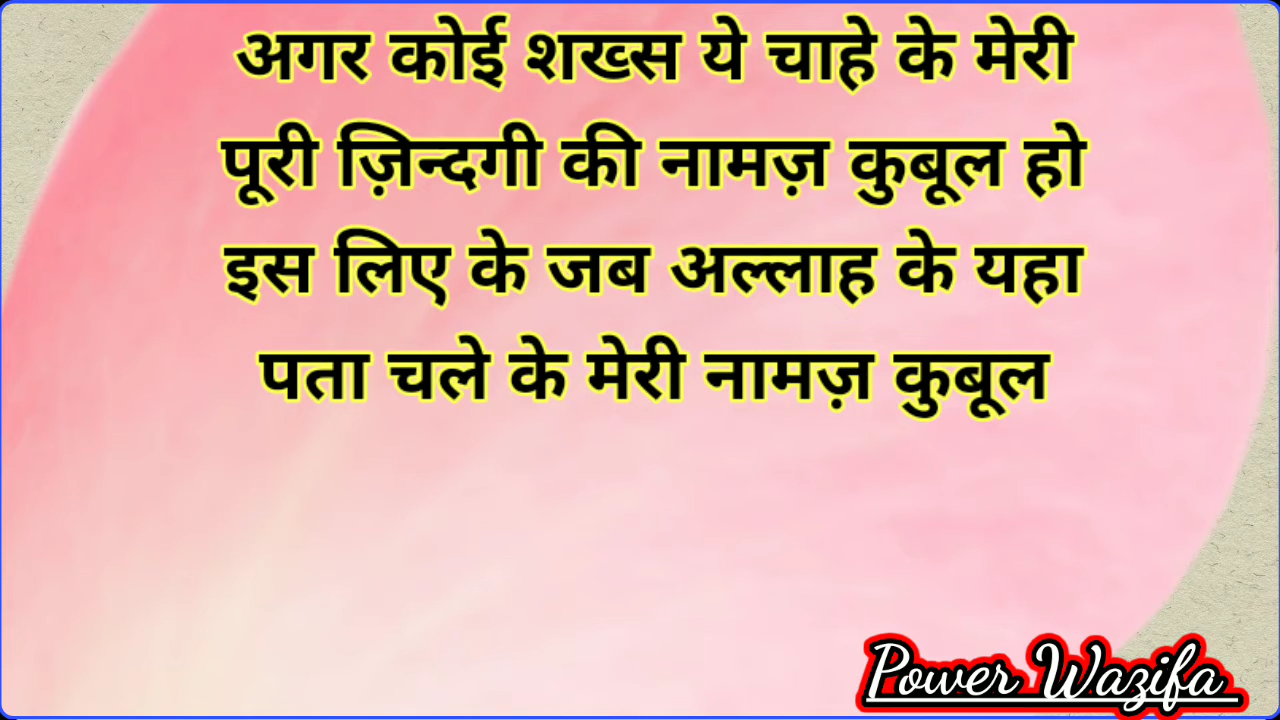 अगर कोई शख्स ये चाहे के मेरी
पूरी ज़िन्दगी की नामज़ कुबूल हो
इस लिए के जब अल्लाह के यहा
पता चले के मेरी नामज़ कुबूल
Power Wazifa